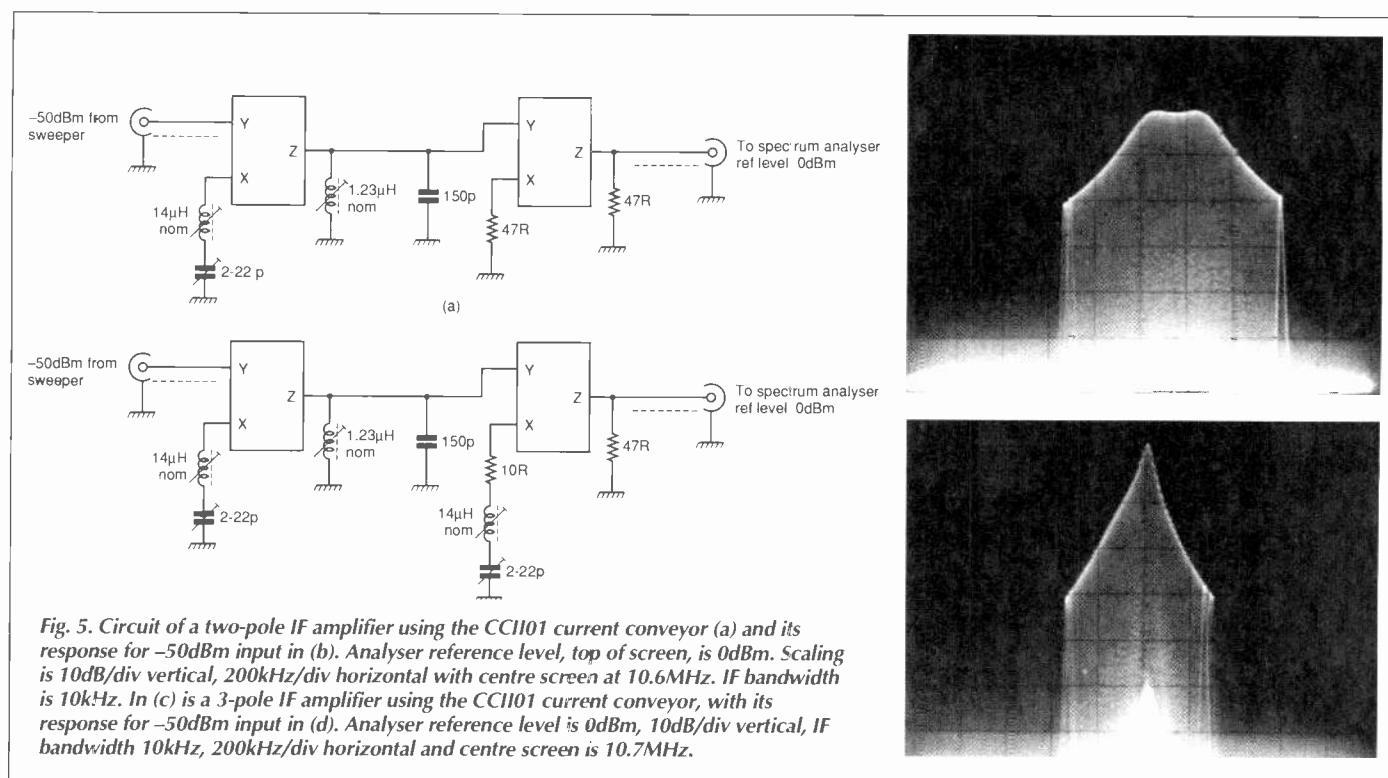 –50dBm from
sweeper
Y
Z
X
14µH
nom
2-22 p
1.23µH
nom
150p
Y
Z
X
47R
47R
To spectrum analyser
ref level 0dBm
(a)
–50dBm from
sweeper
Y
Z
X
14µH
nom
2-22p
1.23µH
nom
150p
Y
Z
X
10R
14µH
nom
2-22p
47R
To spectrum analyser
ref level 0dBm
Fig. 5. Circuit of a two-pole IF amplifier using the CCII01 current conveyor (a) and its
response for –50dBm input in (b). Analyser reference level, top of screen, is 0dBm. Scaling
is 10dB/div vertical, 200kHz/div horizontal with centre screen at 10.6MHz. IF bandwidth
is 10kHz. In (c) is a 3-pole IF amplifier using the CCII01 current conveyor, with its
response for –50dBm input in (d). Analyser reference level is 0dBm, 10dB/div vertical, IF
bandwidth 10kHz, 200kHz/div horizontal and centre screen is 10.7MHz.